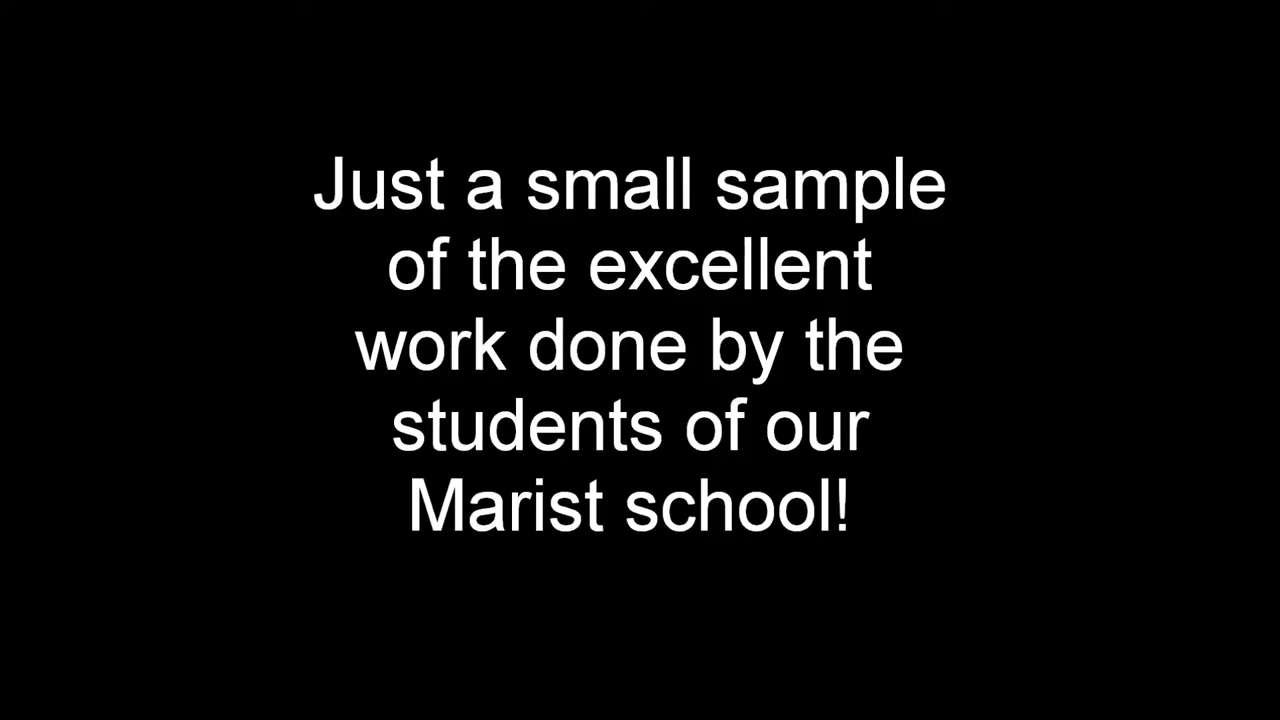 Just a small sample
of the excellent
work done by the
students of our
Marist school!